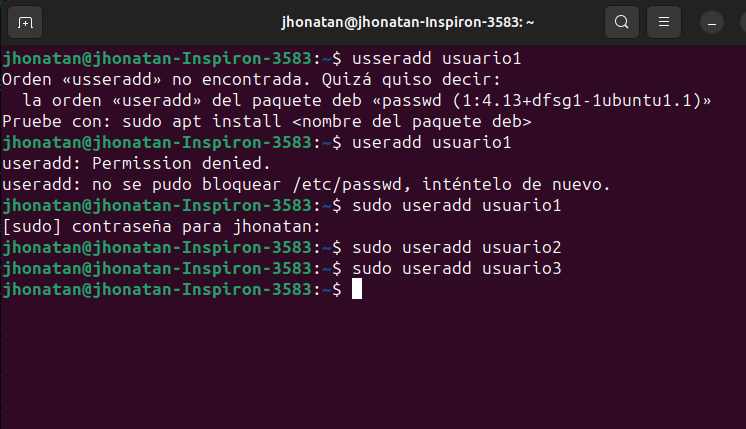 jhonatan@jhonatan-Inspiron-3583: ~
jhonatan@jhonatan-Inspiron-3583:~$ usseradd usuario1
Orden «usseradd» no encontrada. Quizá quiso decir:
  la orden «useradd» del paquete deb «passwd (1:4.13+dfsg1-1ubuntu1.1)»
Pruebe con: sudo apt install <nombre del paquete deb>
jhonatan@jhonatan-Inspiron-3583:~$ useradd usuario1
useradd: Permission denied.
useradd: no se pudo bloquear /etc/passwd, inténtelo de nuevo.
jhonatan@jhonatan-Inspiron-3583:~$ sudo useradd usuario1
[sudo] contraseña para jhonatan:
jhonatan@jhonatan-Inspiron-3583:~$ sudo useradd usuario2
jhonatan@jhonatan-Inspiron-3583:~$ sudo useradd usuario3
jhonatan@jhonatan-Inspiron-3583:~$